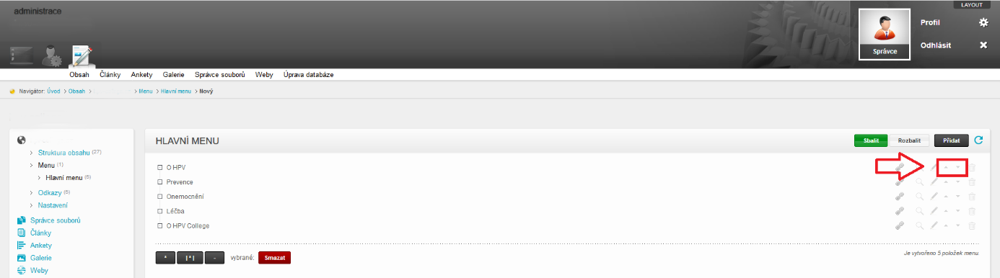 administrace
LAYOUT
Profil
Odhlásit
Správce
Obsah Články Ankety Galerie Správce souborů Weby Úprava databáze
Navigátor: Úvod > Obsah > > Menu > Hlavní menu > Nový
HLAVNÍ MENU
Sbalit Rozbalit Přidat
Struktura obsahu (27)
Menu (1)
Hlavní menu (5)
Odkazy (5)
Nastavení
Správce souborů
Články
Ankety
Galerie
Weby
O HPV
Prevence
Onemocnění
Léčba
O HPV College
* |*| - vybrané: Smazat
Je vytvořeno 5 položek menu.